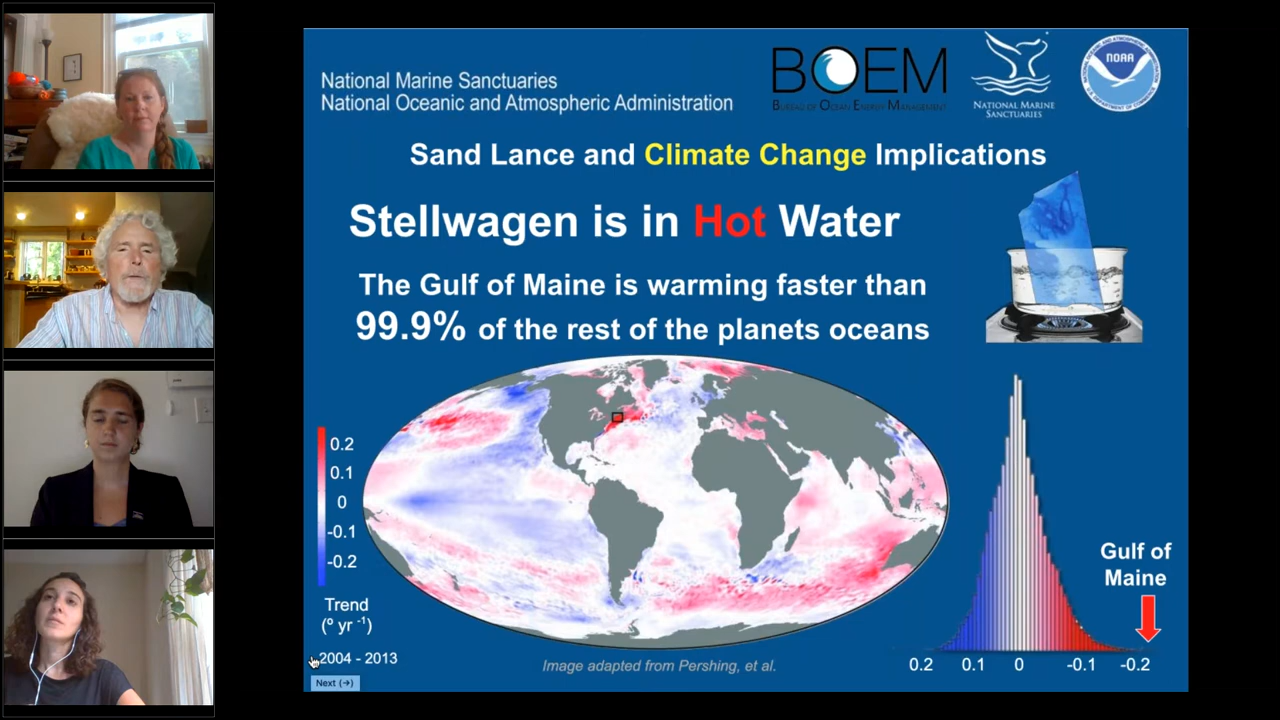 National Marine Sanctuaries
National Oceanic and Atmospheric Administration
BOEM
BUREAU OF OCEAN ENERGY MANAGEMENT
NATIONAL MARINE
SANCTUARIES
NOAA
Sand Lance and Climate Change Implications
Stellwagen is in Hot Water
The Gulf of Maine is warming faster than
99.9% of the rest of the planets oceans
0.2
0.1
0
-0.1
-0.2
Trend
(º yr -1)
2004 - 2013
Next (→)
Image adapted from Pershing, et al.
Gulf of
Maine
0.2 0.1 0 -0.1 -0.2